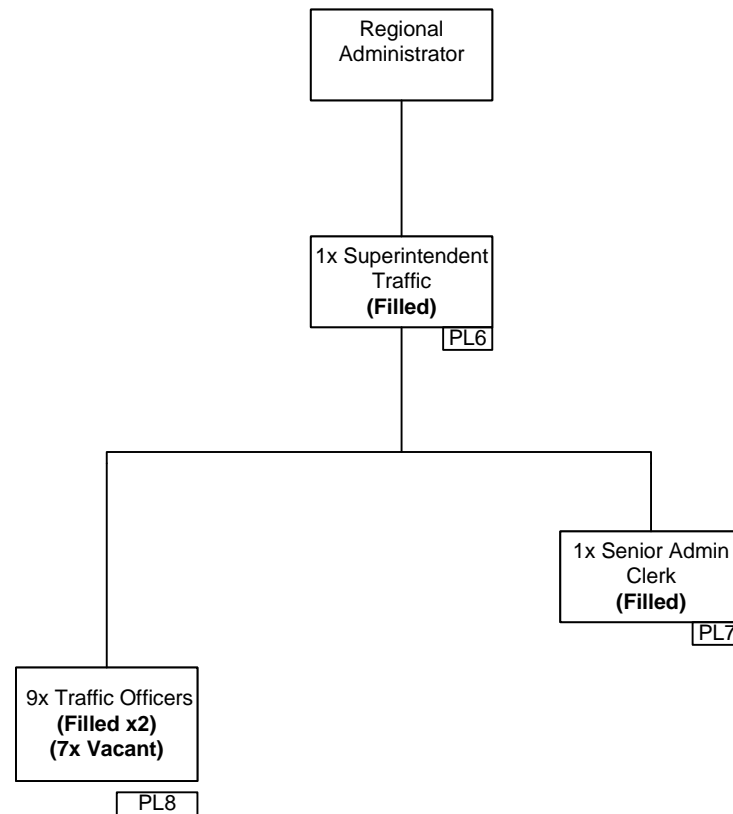 Regional
Administrator
1x Superintendent
Traffic
(Filled)
PL6
1x Senior Admin
Clerk
(Filled)
PL7
9x Traffic Officers
(Filled x2)
(7x Vacant)
PL8